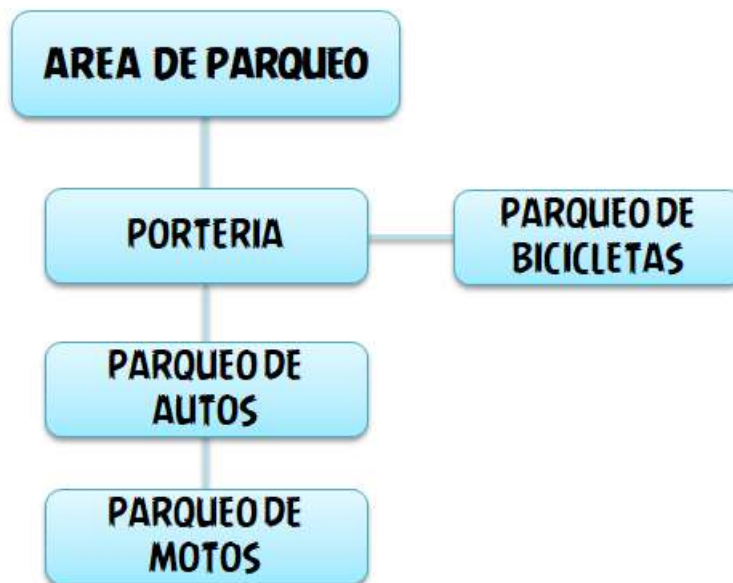 AREA DE PARQUEO
PORTERIA
PARQUEO DE
BICICLETAS
PARQUEO DE
AUTOS
PARQUEO DE
MOTOS